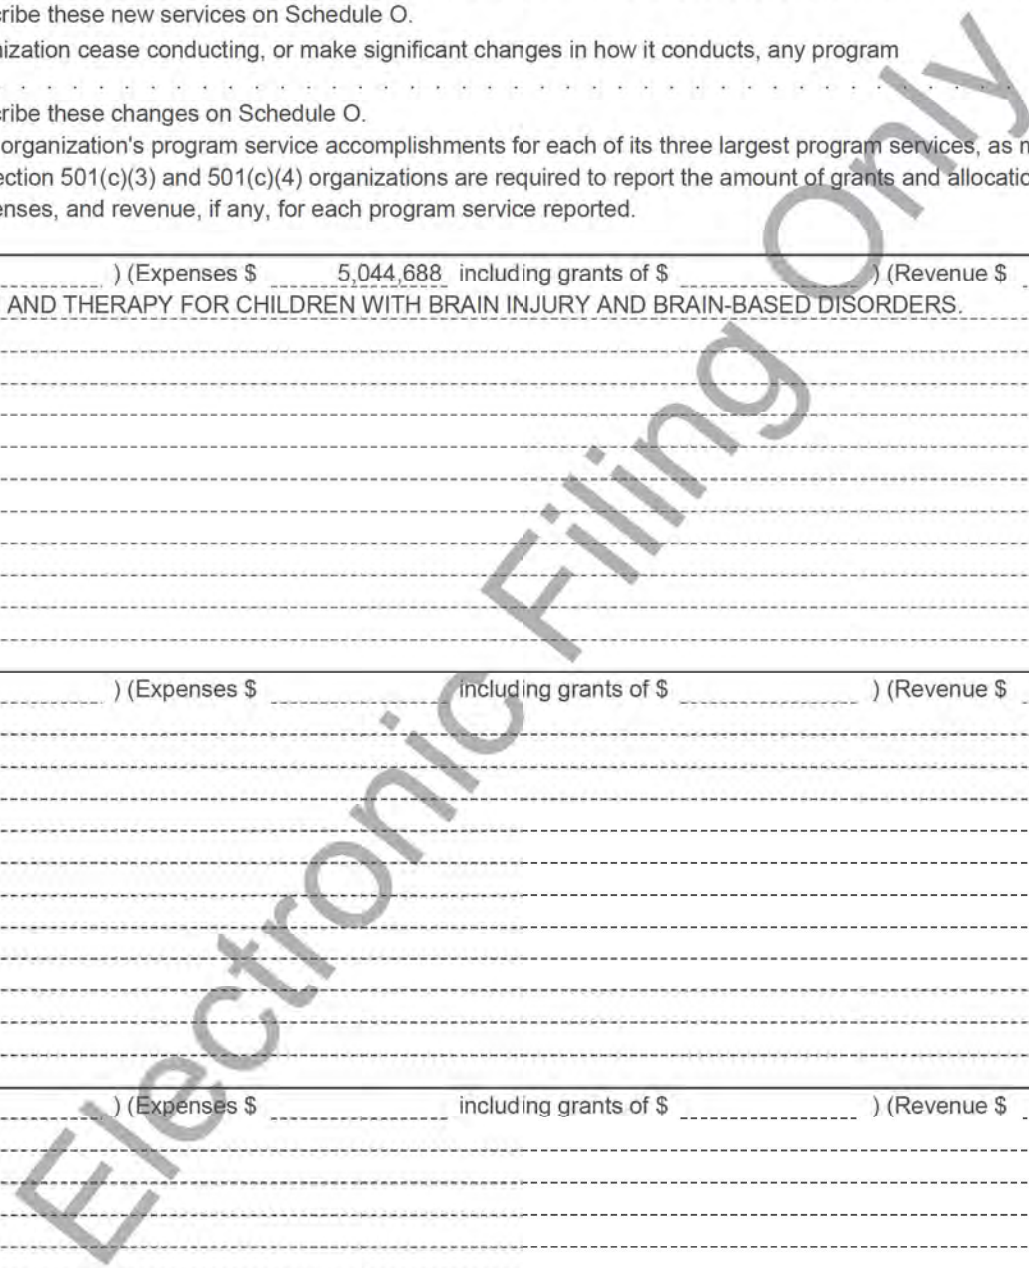 cribe these new services on Schedule O.
nization cease conducting, or make significant changes in how it conducts, any program
cribe these changes on Schedule O.
organization's program service accomplishments for each of its three largest program services, as m
ection 501(c)(3) and 501(c)(4) organizations are required to report the amount of grants and allocatio
enses, and revenue, if any, for each program service reported.
) (Expenses $ 5,044,688 including grants of $ ) (Revenue $
AND THERAPY FOR CHILDREN WITH BRAIN INJURY AND BRAIN-BASED DISORDERS.
) (Expenses $ including grants of $ ) (Revenue $
) (Expenses $ including grants of $ ) (Revenue $
Electronic Filing Only